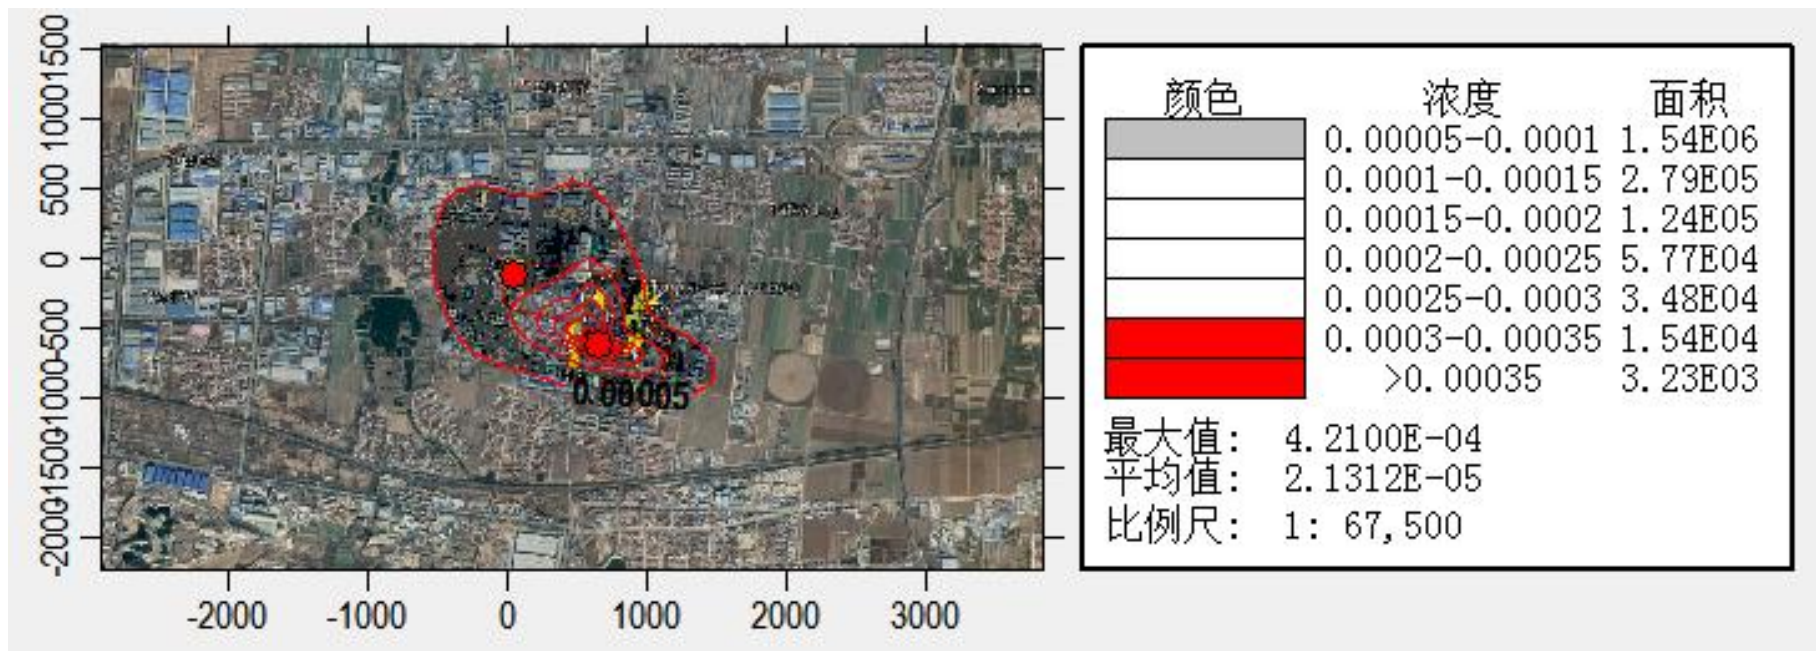 1500
1000
500
0
-500
-1000
-1500
-2000
-2000 -1000 0 1000 2000 3000
0.00005
颜色 浓度 面积
0.00005-0.0001 1.54E06
0.0001-0.00015 2.79E05
0.00015-0.0002 1.24E05
0.0002-0.00025 5.77E04
0.00025-0.0003 3.48E04
0.0003-0.00035 1.54E04
>0.00035 3.23E03
最大值: 4.2100E-04
平均值: 2.1312E-05
比例尺: 1: 67,500